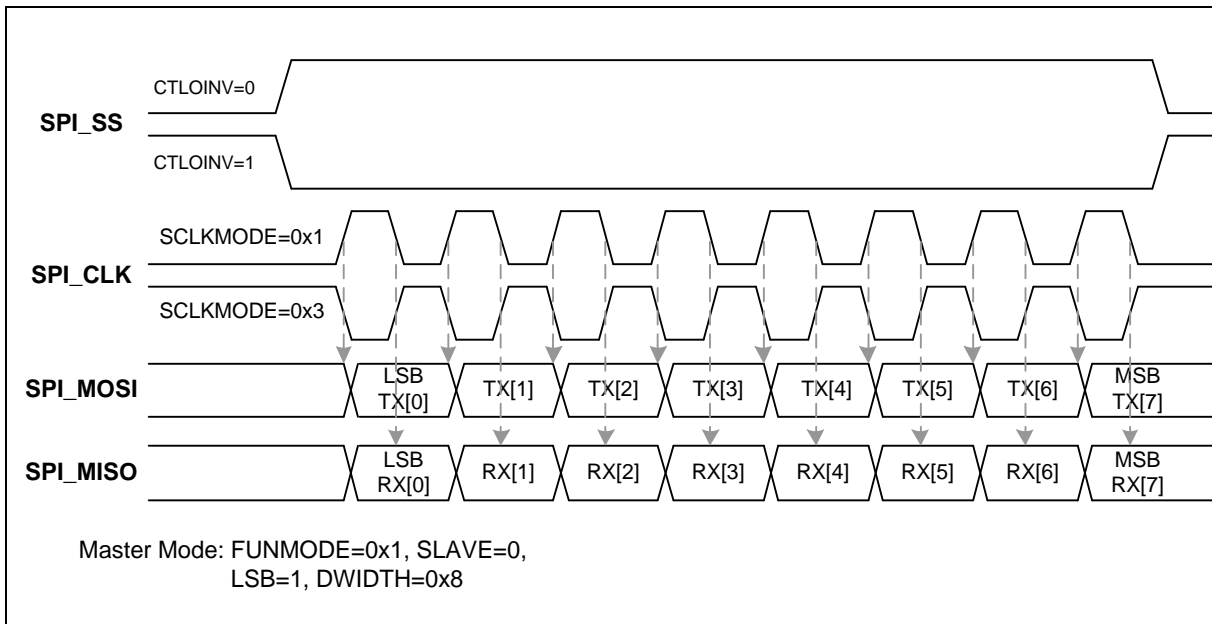 CTLOINV=0
SPI_SS
CTLOINV=1
SCLKMODE=0x1
SPI_CLK
SCLKMODE=0x3
SPI_MOSI
LSB
TX[0]
TX[1]
TX[2]
TX[3]
TX[4]
TX[5]
TX[6]
MSB
TX[7]
SPI_MISO
LSB
RX[0]
RX[1]
RX[2]
RX[3]
RX[4]
RX[5]
RX[6]
MSB
RX[7]
Master Mode: FUNMODE=0x1, SLAVE=0,
LSB=1, DWIDTH=0x8